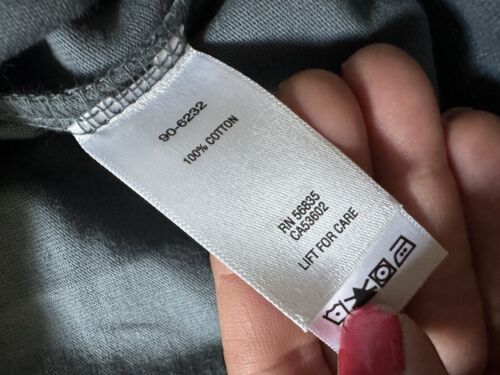 90-6232
100% COTTON
RN 56835
CA53602
LIFT FOR CARE